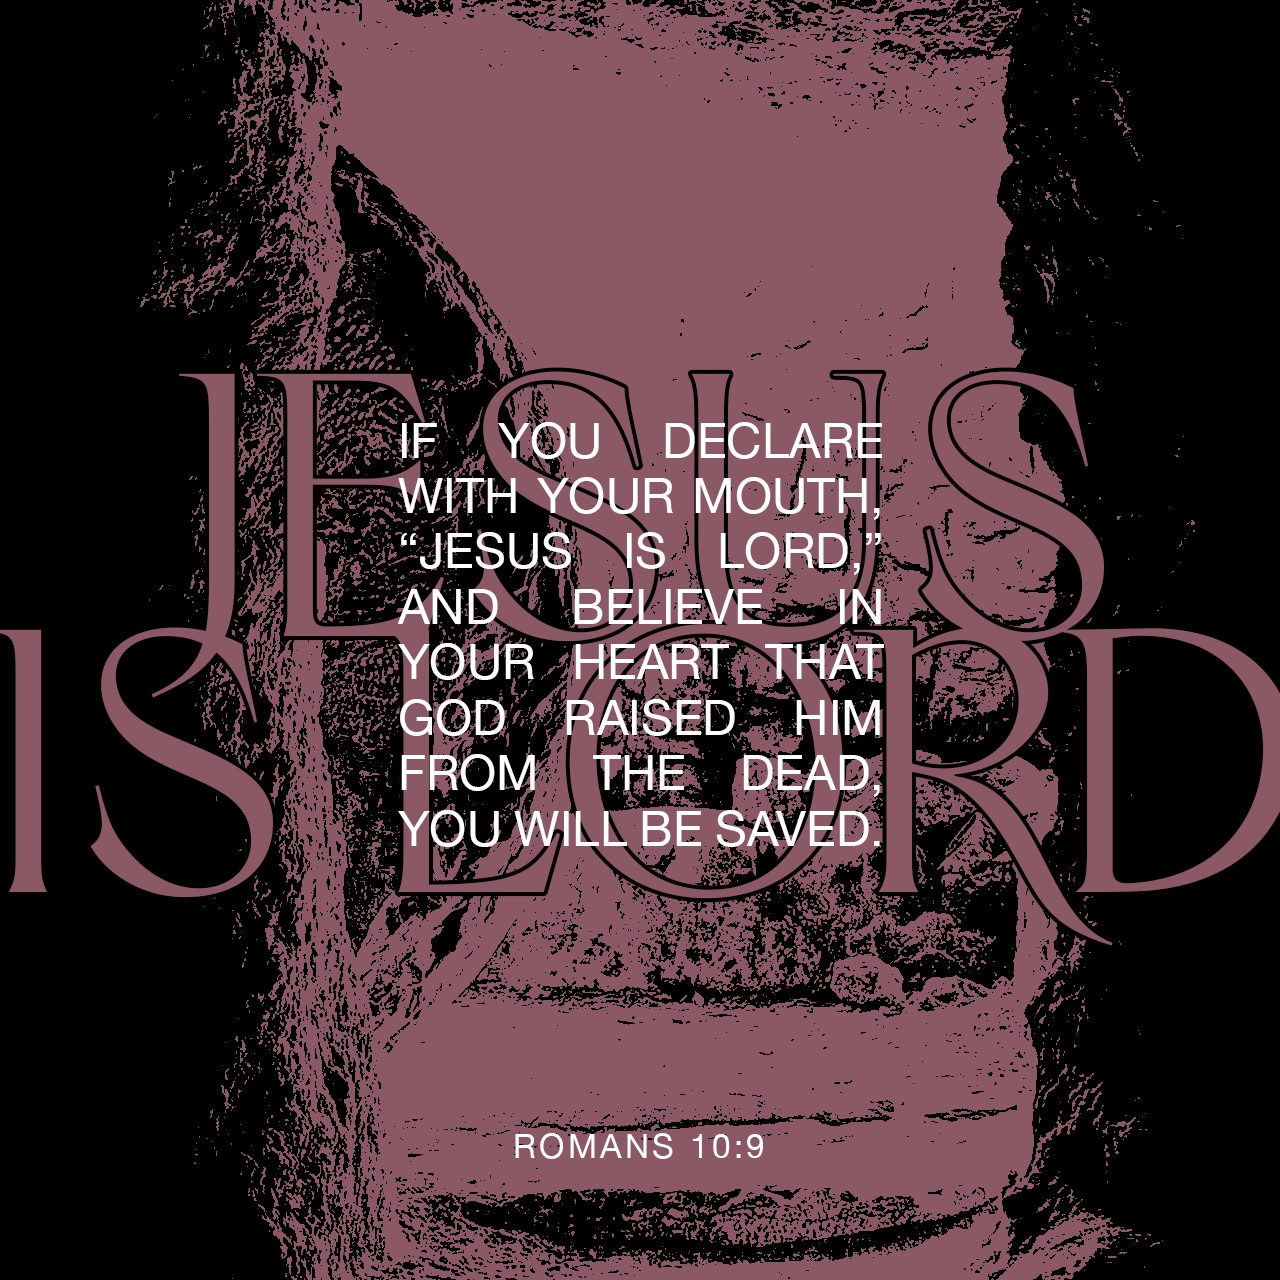 JESUS
IS LORD
IF YOU DECLARE
WITH YOUR MOUTH,
“JESUS IS LORD,”
AND BELIEVE IN
YOUR HEART THAT
GOD RAISED HIM
FROM THE DEAD,
YOU WILL BE SAVED.
ROMANS 10:9